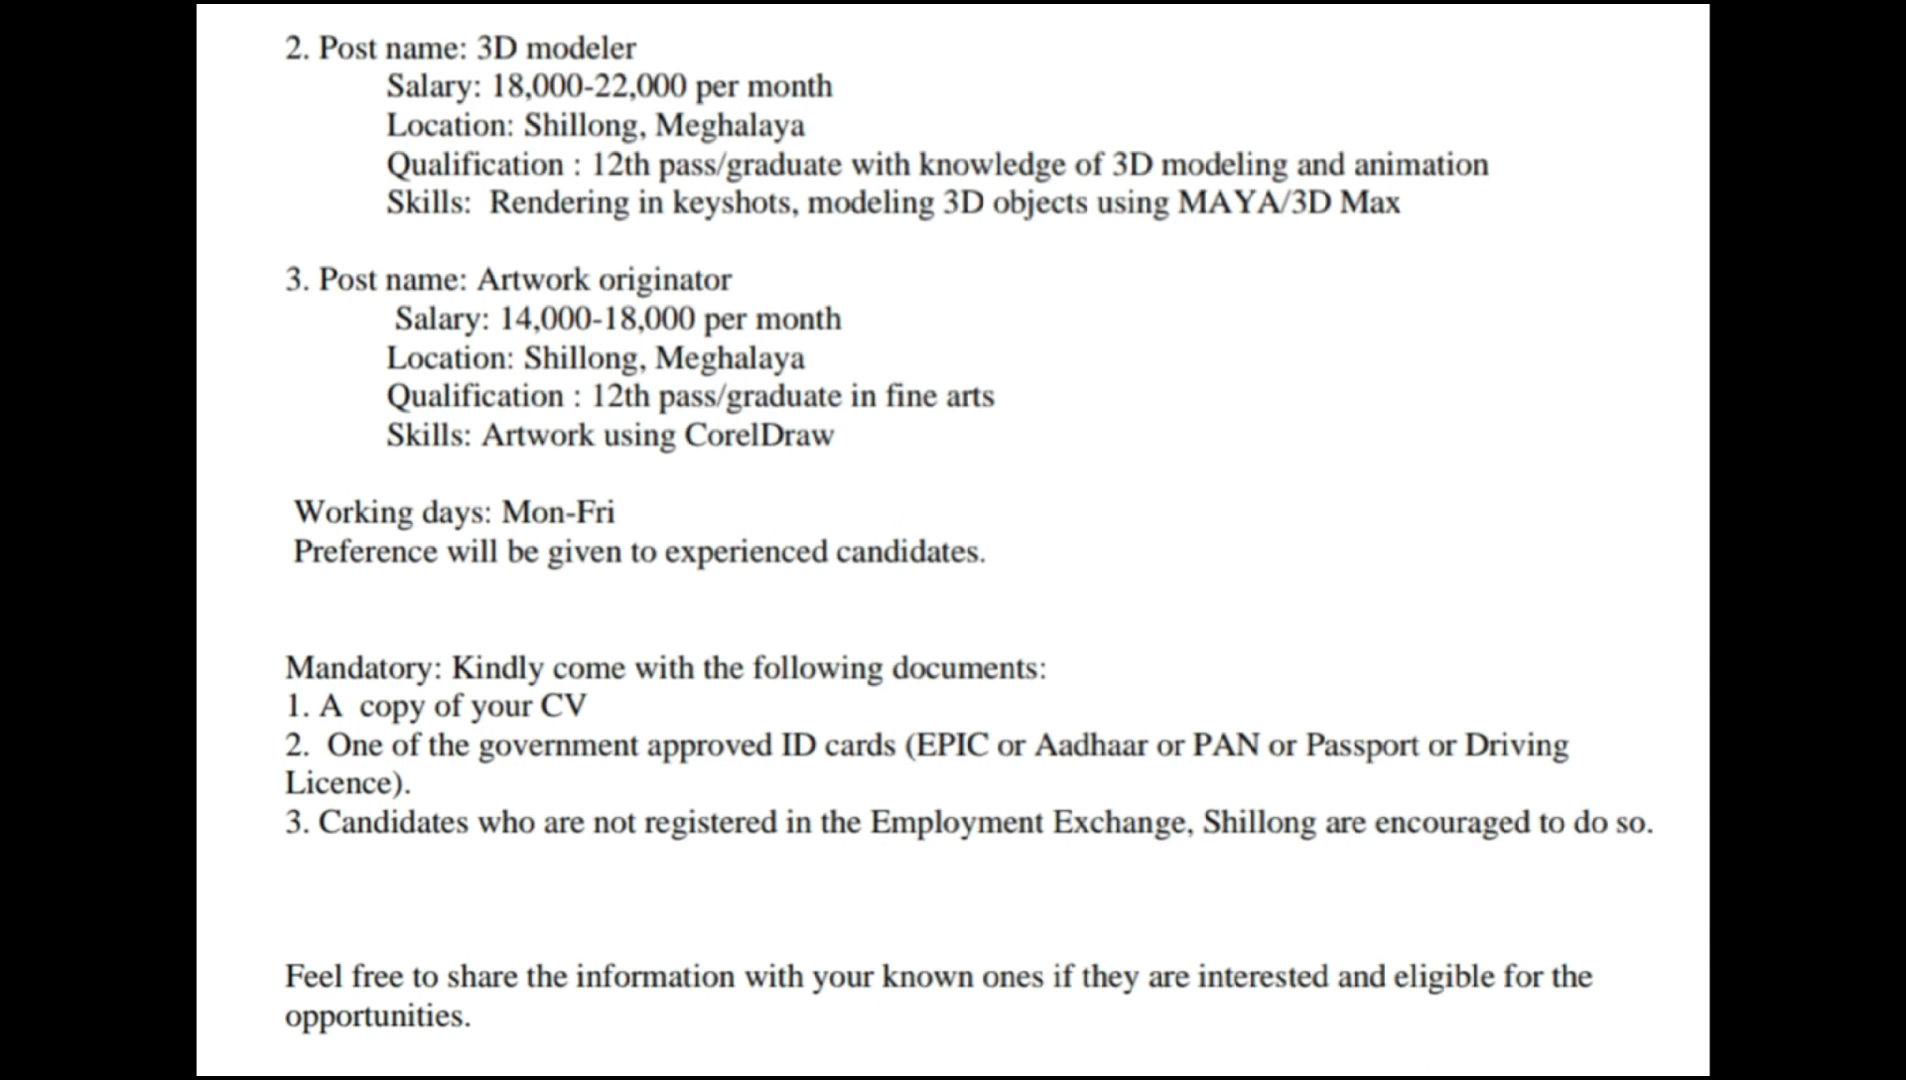 2. Post name: 3D modeler
Salary: 18,000-22,000 per month
Location: Shillong, Meghalaya
Qualification : 12th pass/graduate with knowledge of 3D modeling and animation
Skills:  Rendering in keyshots, modeling 3D objects using MAYA/3D Max
3. Post name: Artwork originator
Salary: 14,000-18,000 per month
Location: Shillong, Meghalaya
Qualification : 12th pass/graduate in fine arts
Skills: Artwork using CorelDraw
Working days: Mon-Fri
Preference will be given to experienced candidates.
Mandatory: Kindly come with the following documents:
1. A  copy of your CV
2.  One of the government approved ID cards (EPIC or Aadhaar or PAN or Passport or Driving
Licence).
3. Candidates who are not registered in the Employment Exchange, Shillong are encouraged to do so.
Feel free to share the information with your known ones if they are interested and eligible for the
opportunities.